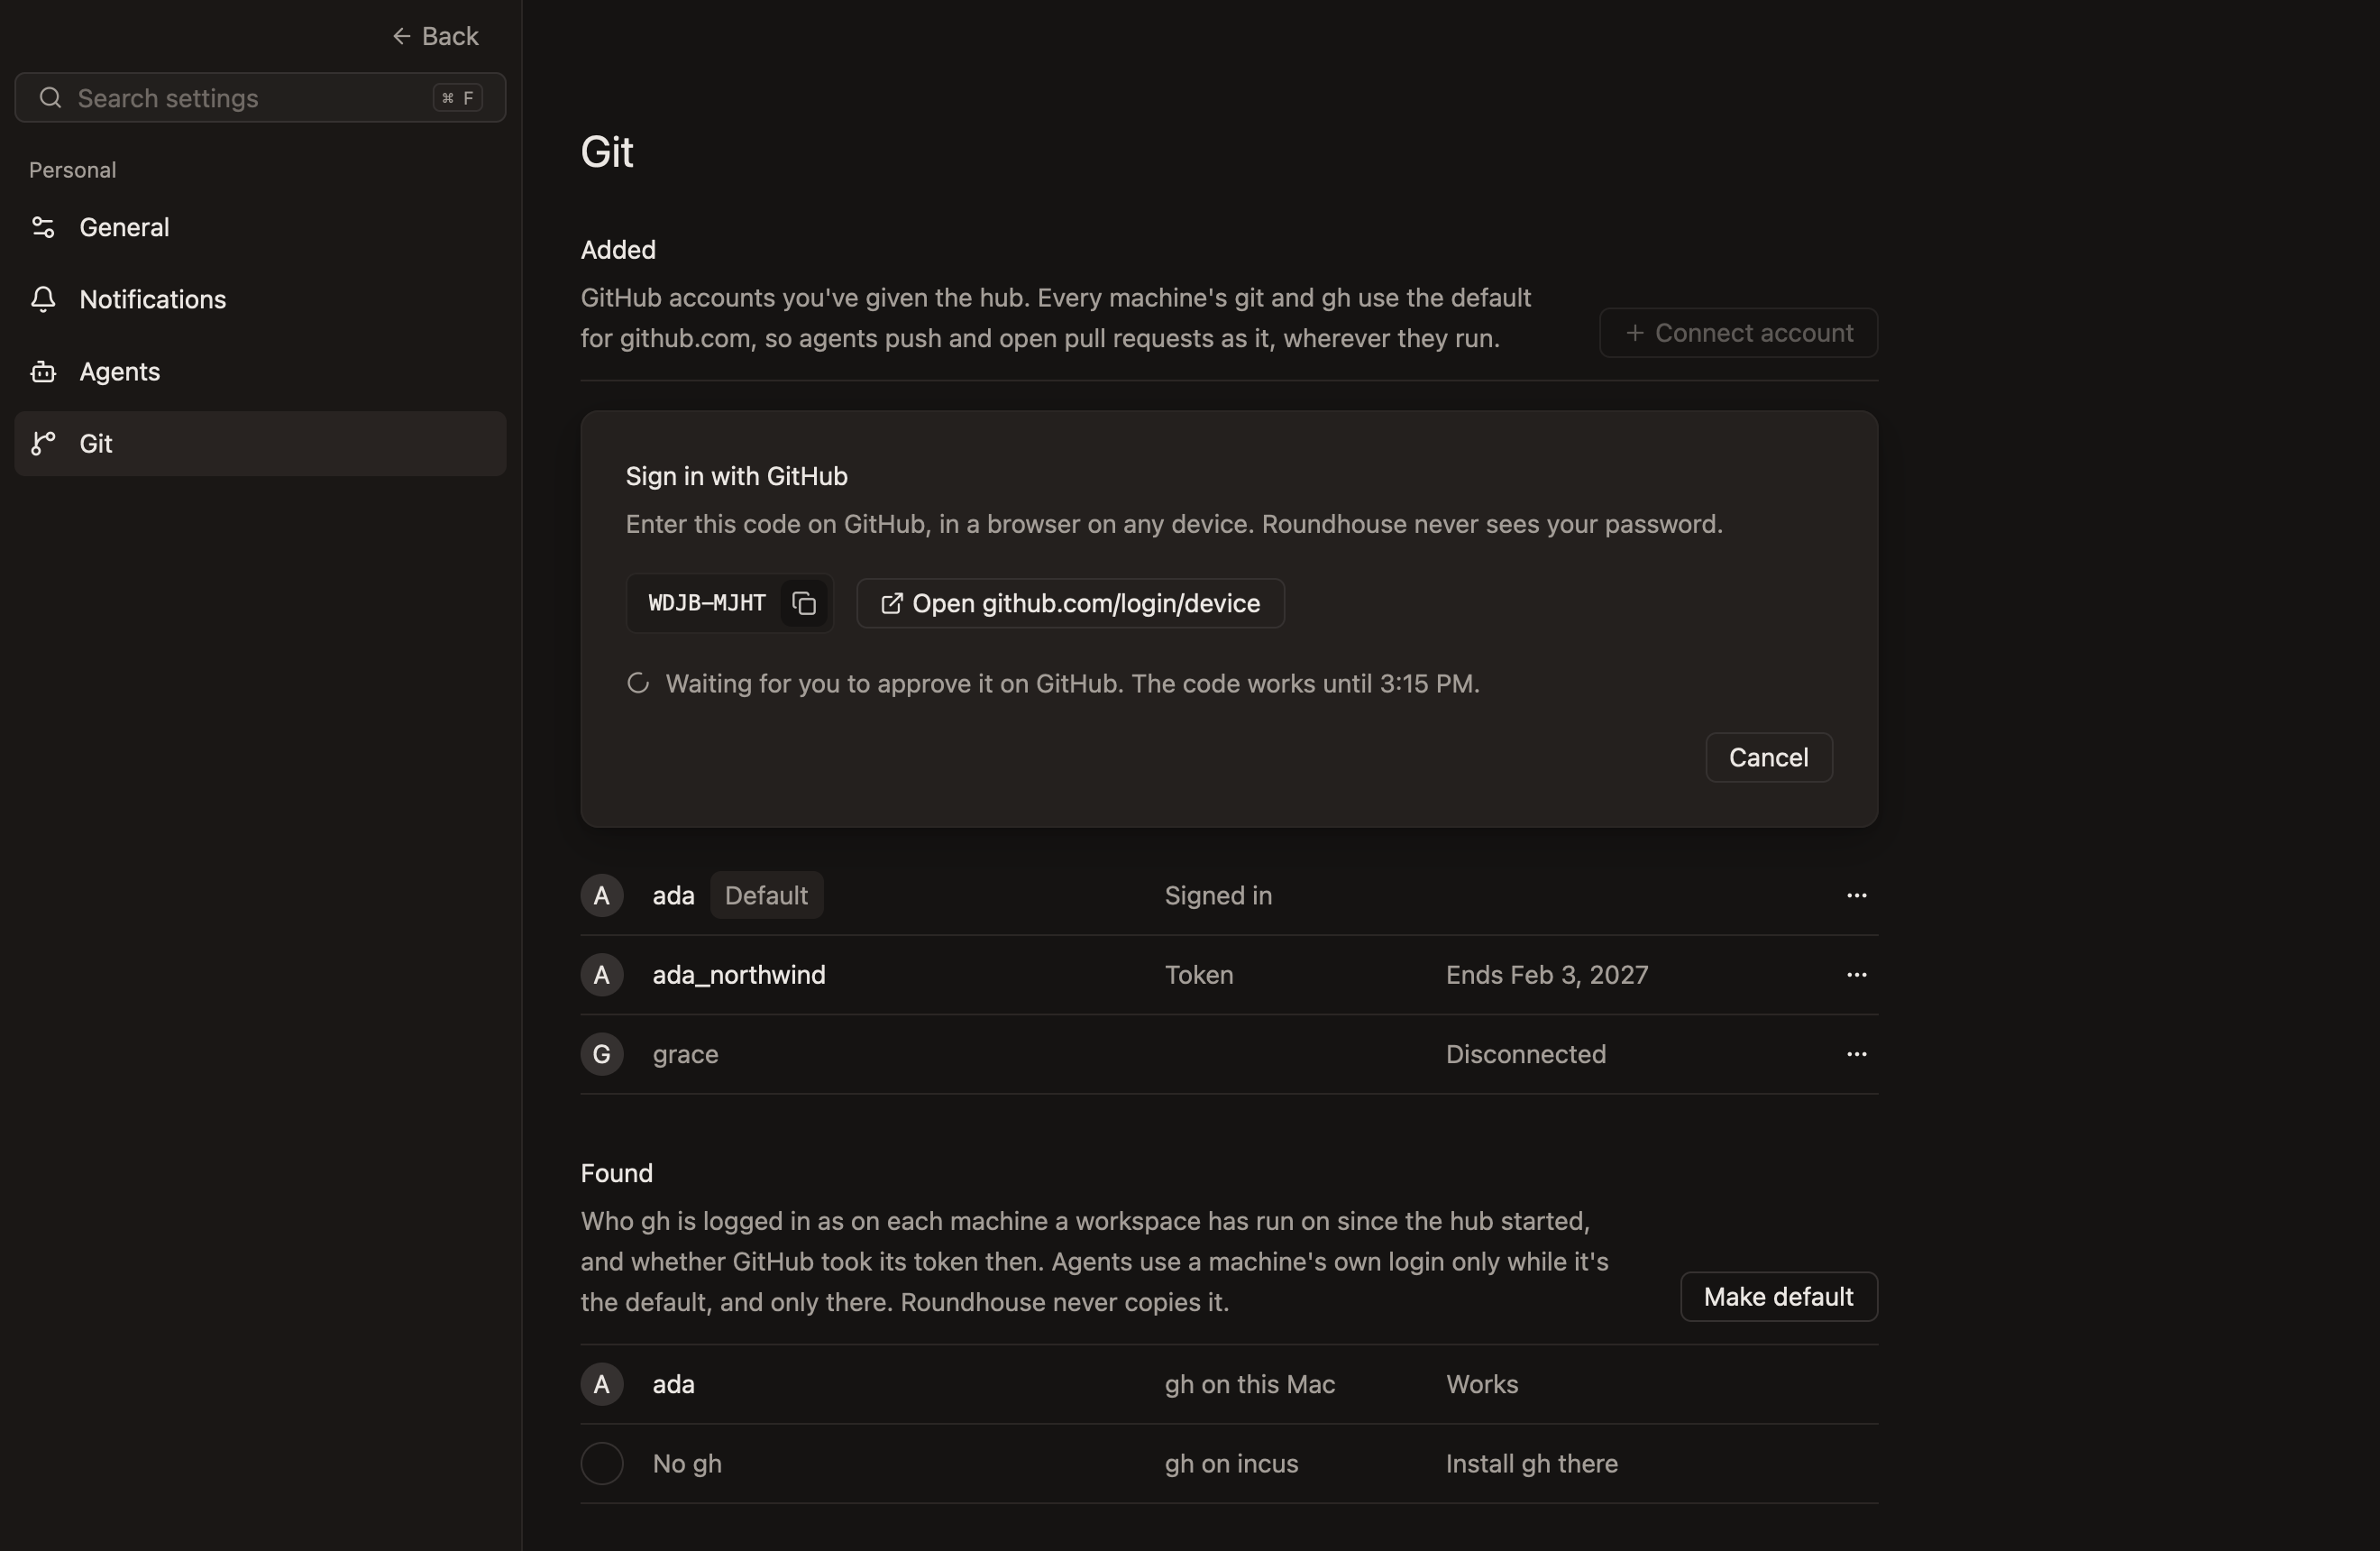 Back
Search settings
⌘ F
Personal
General
Notifications
Agents
Git
Git
Added
GitHub accounts you've given the hub. Every machine's git and gh use the default
for github.com, so agents push and open pull requests as it, wherever they run.
Connect account
Sign in with GitHub
Enter this code on GitHub, in a browser on any device. Roundhouse never sees your password.
WDJB-MJHT
Open github.com/login/device
Waiting for you to approve it on GitHub. The code works until 3:15 PM.
Cancel
A ada Default Signed in
A ada_northwind Token Ends Feb 3, 2027
G grace Disconnected
Found
Who gh is logged in as on each machine a workspace has run on since the hub started,
and whether GitHub took its token then. Agents use a machine's own login only while it's
the default, and only there. Roundhouse never copies it.
Make default
A ada gh on this Mac Works
No gh gh on incus Install gh there